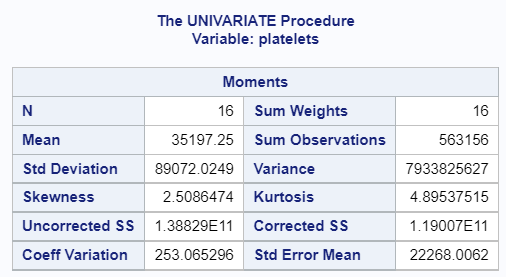 The UNIVARIATE Procedure
Variable: platelets
Moments
N 16 Sum Weights 16
Mean 35197.25 Sum Observations 563156
Std Deviation 89072.0249 Variance 7933825627
Skewness 2.5086474 Kurtosis 4.89537515
Uncorrected SS 1.38829E11 Corrected SS 1.19007E11
Coeff Variation 253.065296 Std Error Mean 22268.0062